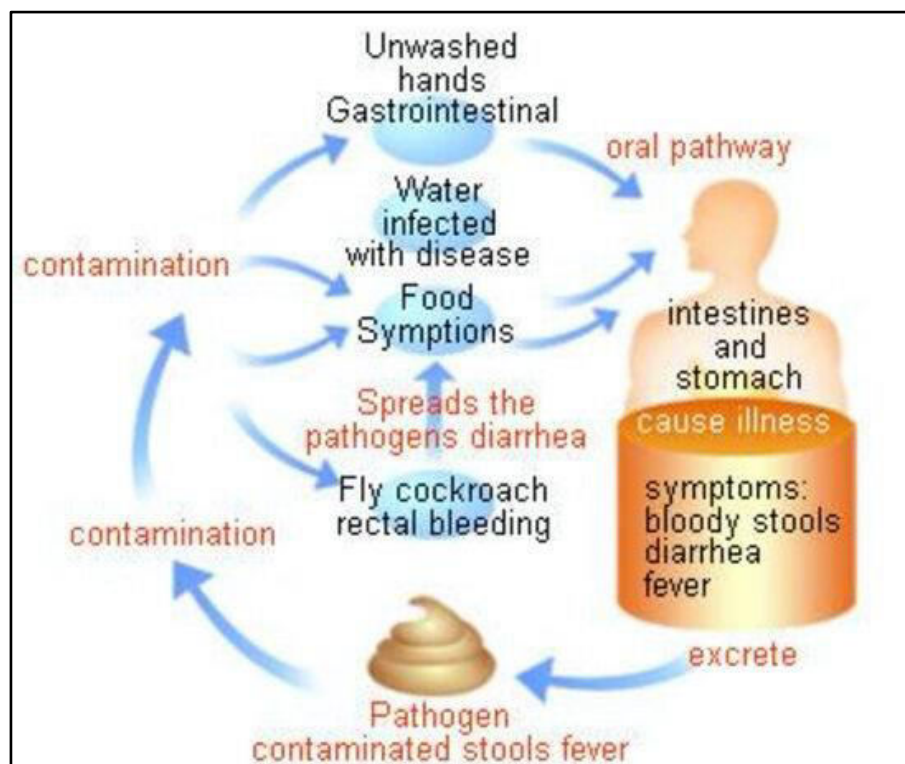 Unwashed
hands
Gastrointestinal
oral pathway
Water
infected
with disease
contamination
Food
Symptoms
intestines
and
stomach
Spreads the
pathogens diarrhea
cause illness
Fly cockroach
rectal bleeding
symptoms:
bloody stools
diarrhea
fever
contamination
excrete
Pathogen
contaminated stools fever